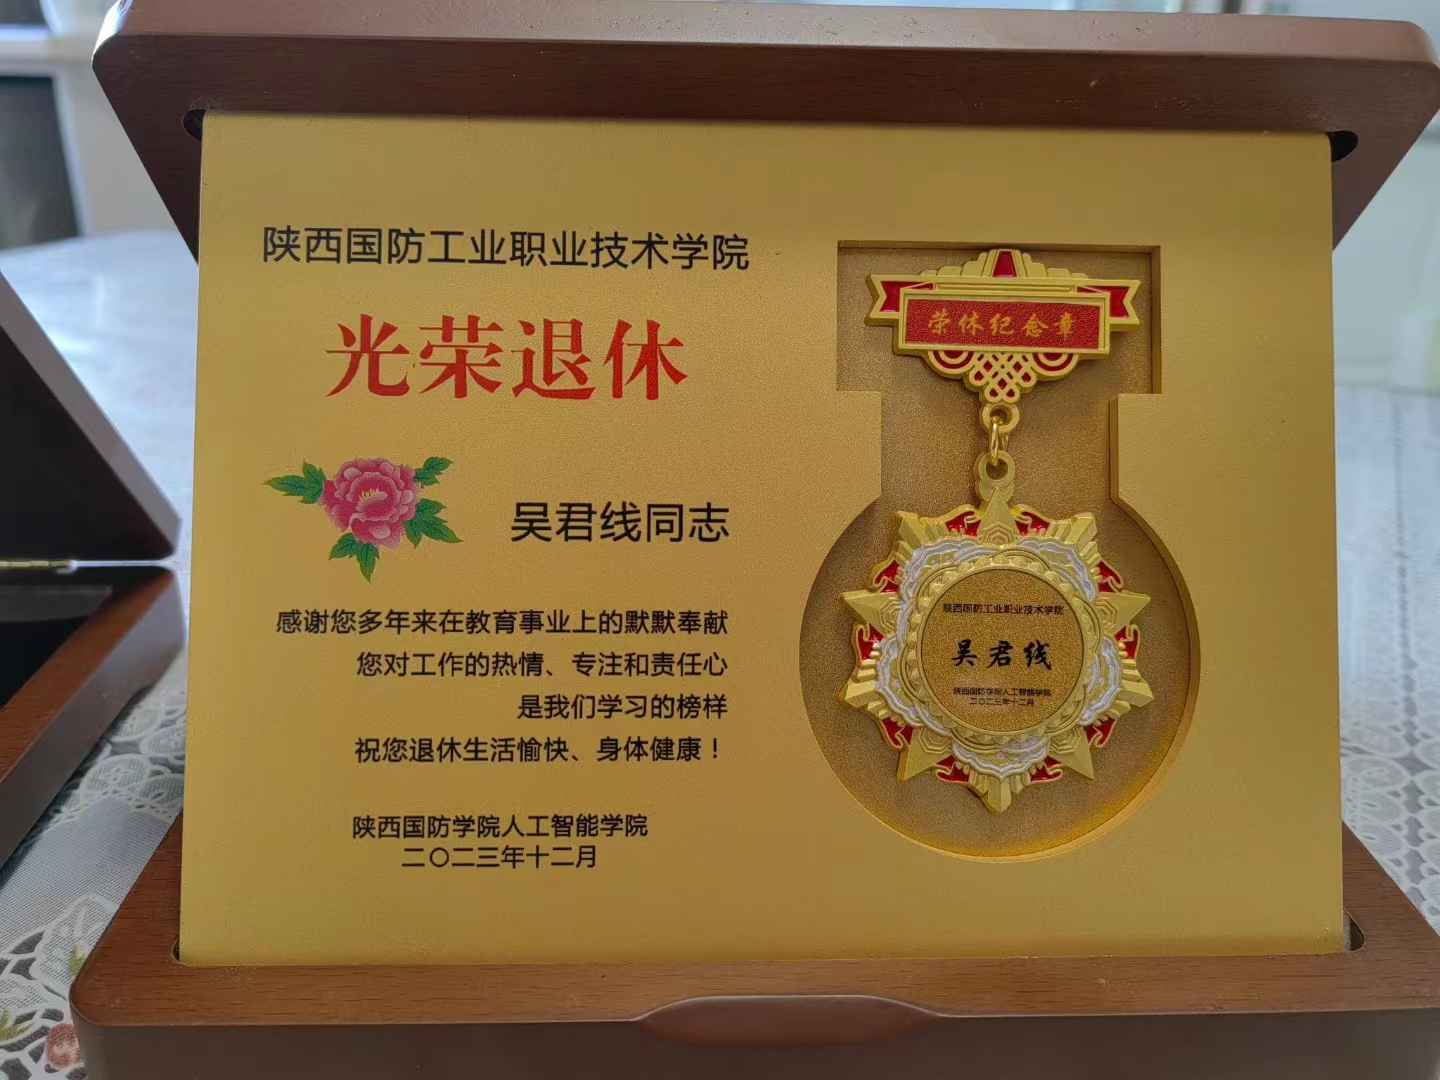 陕西国防工业职业技术学院
光荣退休
吴君线同志
感谢您多年来在教育事业上的默默奉献
您对工作的热情、专注和责任心
是我们学习的榜样
祝您退休生活愉快、身体健康！
陕西国防学院人工智能学院
二〇二三年十二月
荣休纪念章
陕西国防工业职业技术学院
吴君线
陕西国防学院人工智能学院
二〇二三年十二月